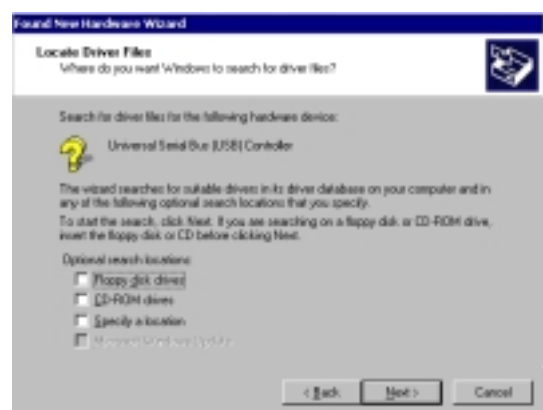 Found New Hardware Wizard
Locate Driver Files
Where do you want Windows to search for driver files?
Search for driver files for the following hardware device:
Universal Serial Bus (USB) Controller
The wizard searches for suitable drivers in its driver database on your computer and in
any of the following optional search locations that you specify.
To start the search, click Next. If you are searching on a floppy disk or CD-ROM drive,
insert the floppy disk or CD before clicking Next.
Optional search locations:
Floppy disk drives
CD-ROM drives
Specify a location
Microsoft Windows Update
< Back
Next >
Cancel